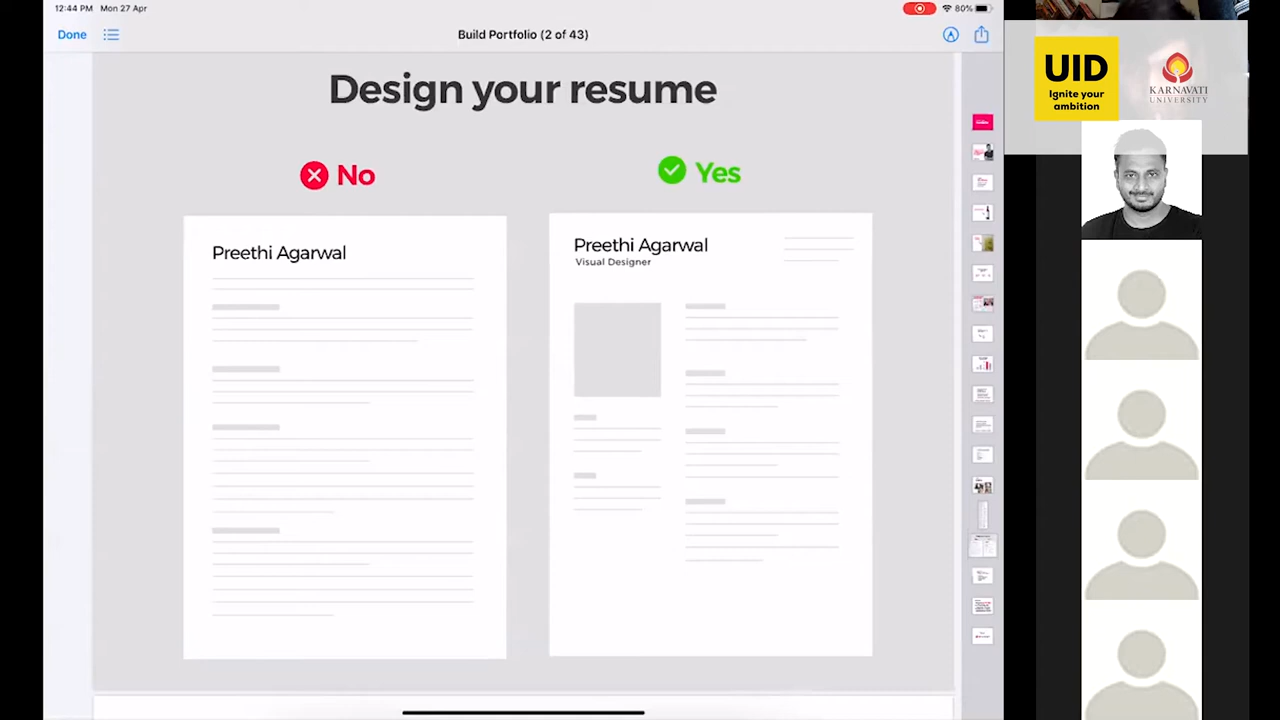 12:44 PM Mon 27 Apr
80%
Done
Build Portfolio (2 of 43)
Design your resume
No
Yes
Preethi Agarwal
Preethi Agarwal
Visual Designer
UID
Ignite your
ambition
KARNAVATI
UNIVERSITY